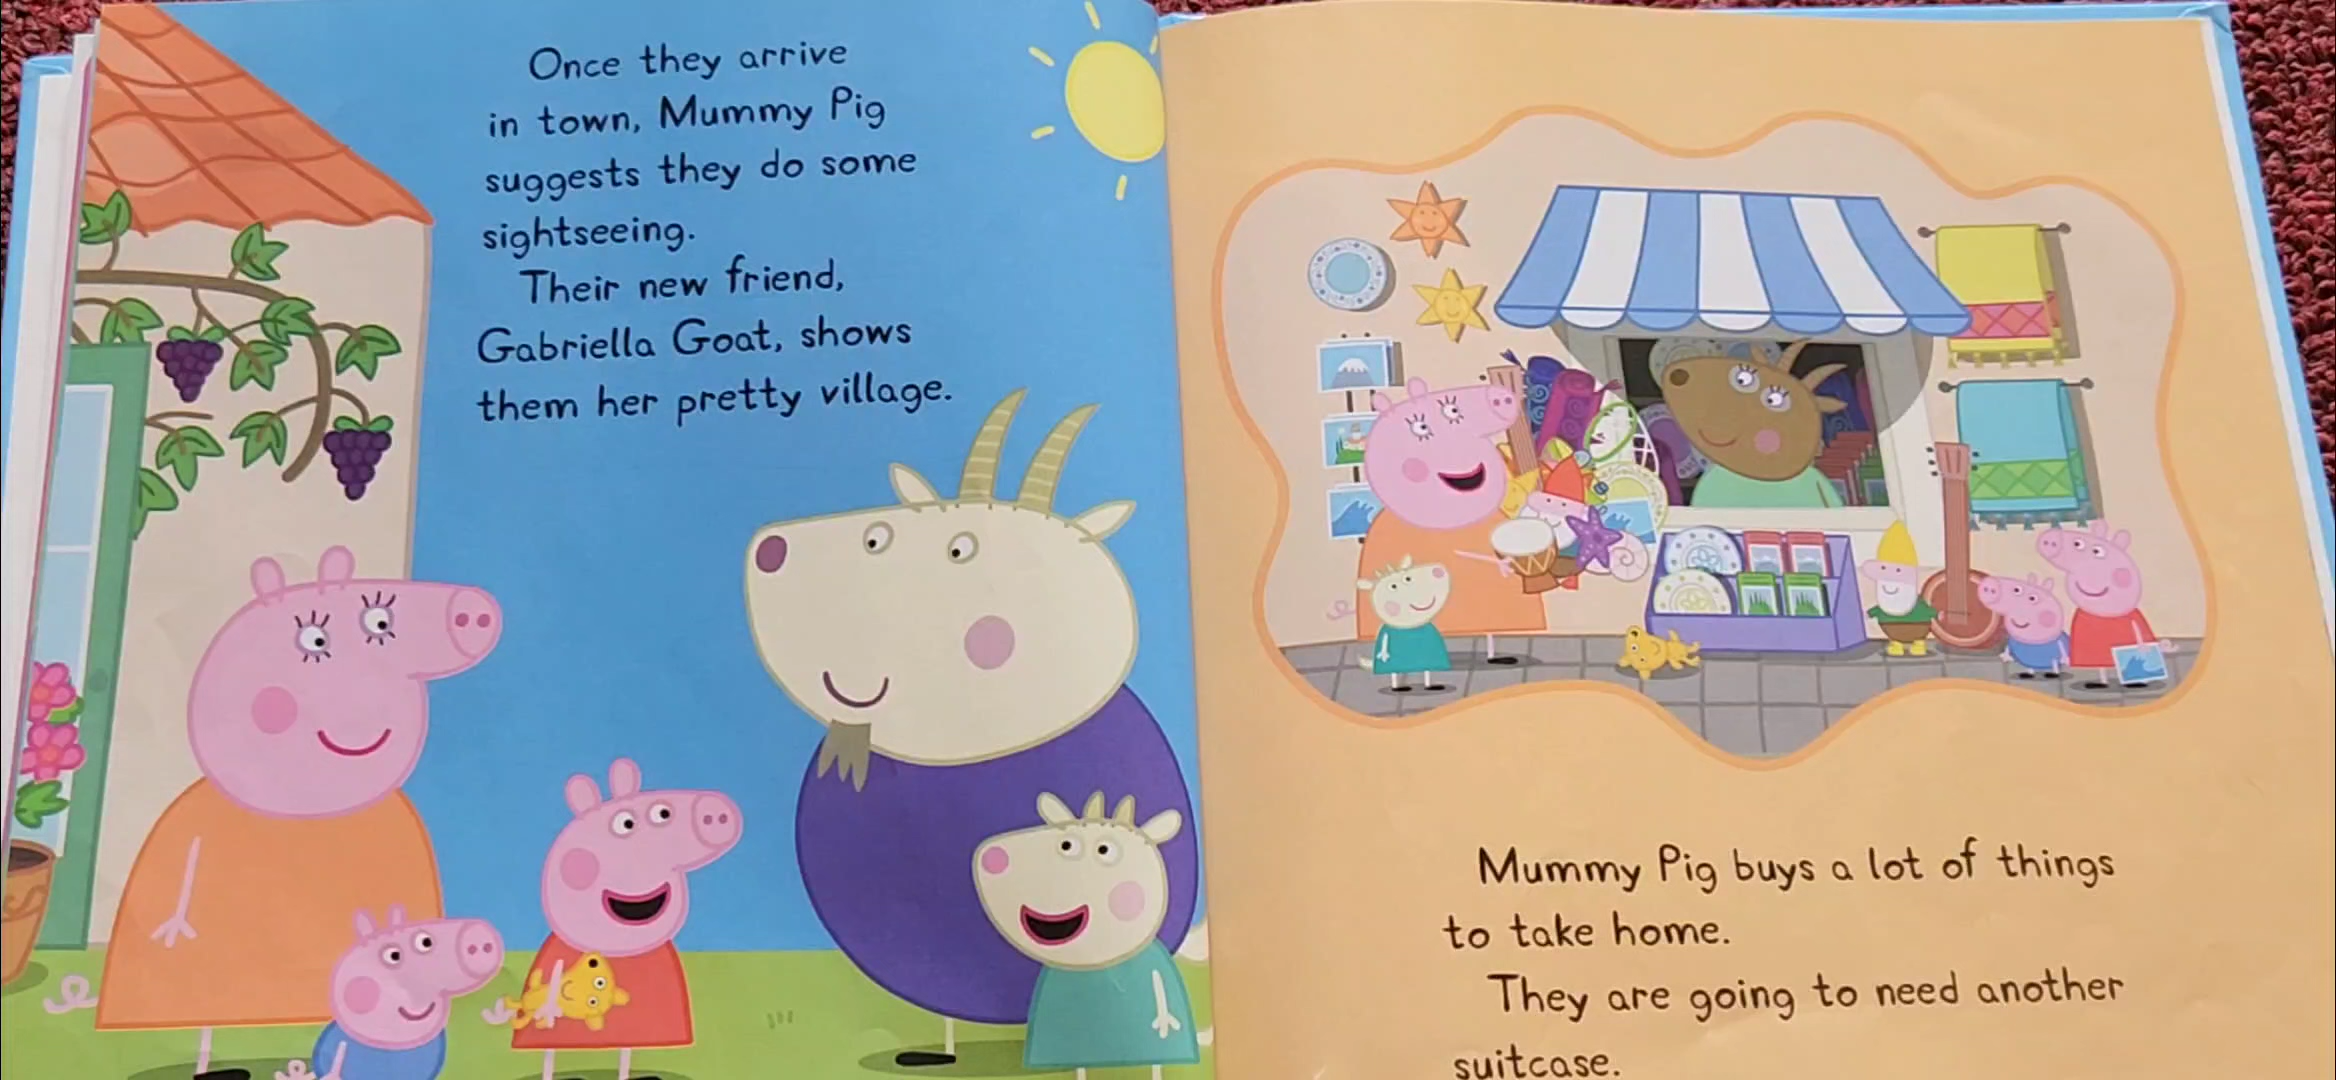 Once they arrive
in town, Mummy Pig
suggests they do some
sightseeing.
Their new friend,
Gabriella Goat, shows
them her pretty village.
Mummy Pig buys a lot of things
to take home.
They are going to need another
suitcase.